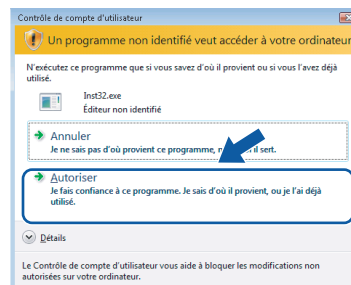 Contrôle de compte d'utilisateur
Un programme non identifié veut accéder à votre ordinateur
N'exécutez ce programme que si vous savez d'où il provient ou si vous l'avez déjà
utilisé.
Inst32.exe
Éditeur non identifié
Annuler
Je ne sais pas d'où provient ce programme, il sert.
Autoriser
Je fais confiance à ce programme. Je sais d'où il provient, ou je l'ai déjà
utilisé.
Détails
Le Contrôle de compte d'utilisateur vous aide à bloquer les modifications non
autorisées sur votre ordinateur.